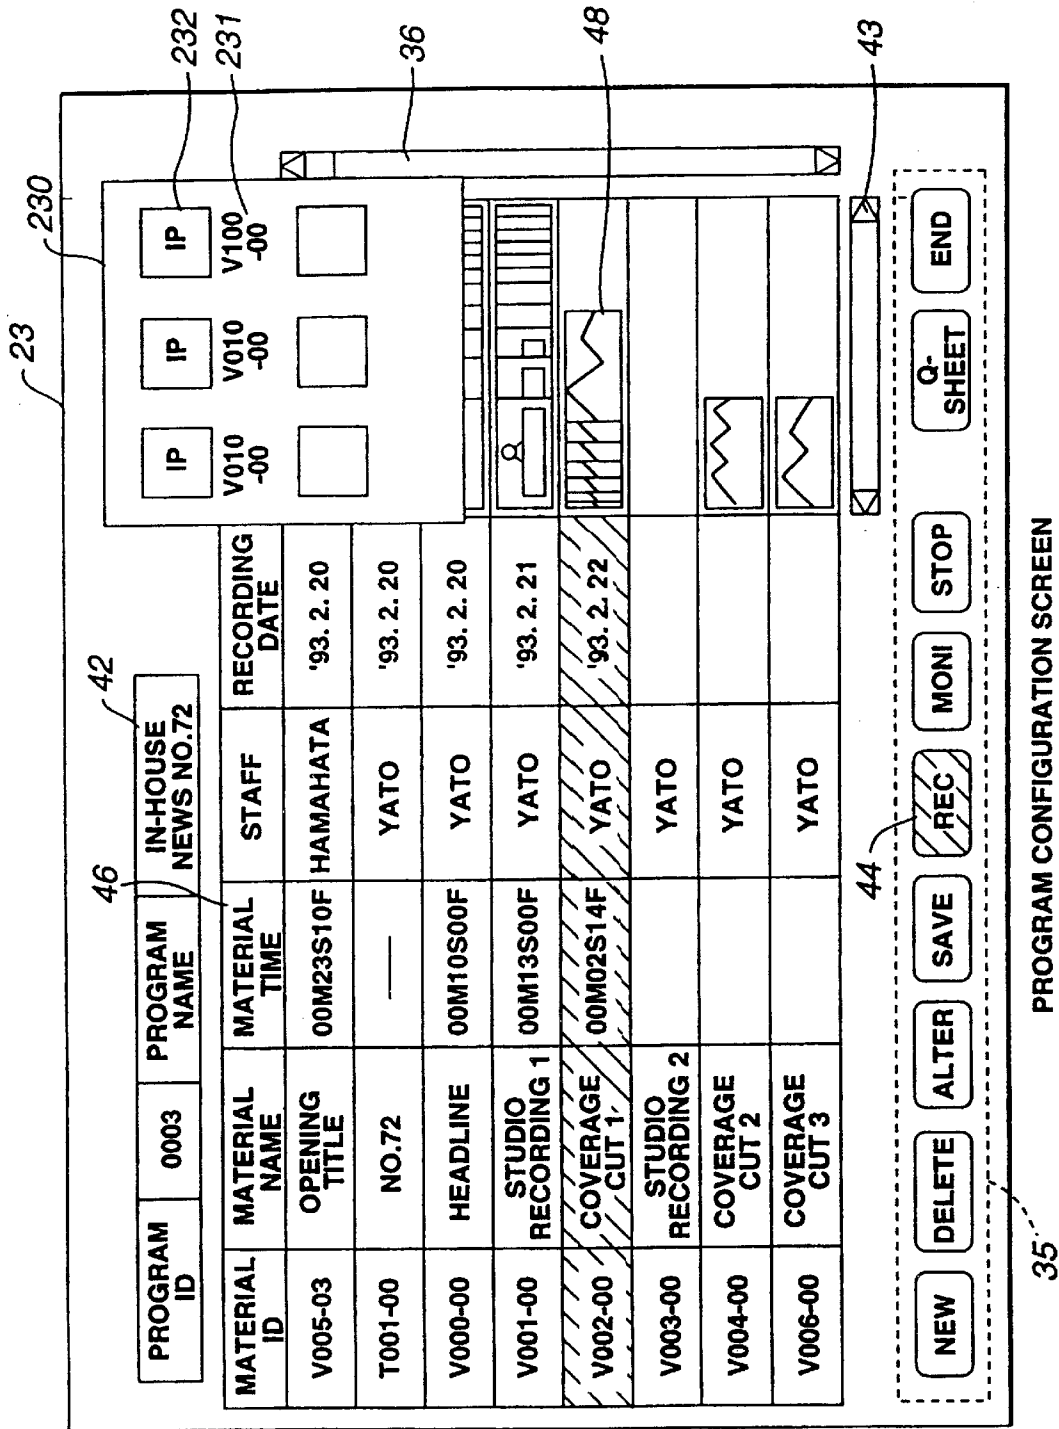 23
230
232
231
36
48
43
42
46
44
35
PROGRAM
ID
0003
PROGRAM
NAME
IN-HOUSE
NEWS NO.72
IP
IP
IP
V010
-00
V010
-00
V100
-00
MATERIAL
ID
MATERIAL
NAME
MATERIAL
TIME
STAFF
RECORDING
DATE
V005-03
OPENING
TITLE
00M23S10F
HAMAHATA
'93. 2. 20
T001-00
NO.72
——
YATO
'93. 2. 20
V000-00
HEADLINE
00M10S00F
YATO
'93. 2. 20
V001-00
STUDIO
RECORDING 1
00M13S00F
YATO
'93. 2. 21
V002-00
COVERAGE
CUT 1
00M02S14F
YATO
'93. 2. 22
V003-00
STUDIO
RECORDING 2
YATO
V004-00
COVERAGE
CUT 2
YATO
V006-00
COVERAGE
CUT 3
YATO
NEW
DELETE
ALTER
SAVE
REC
MONI
STOP
Q-
SHEET
END
PROGRAM CONFIGURATION SCREEN